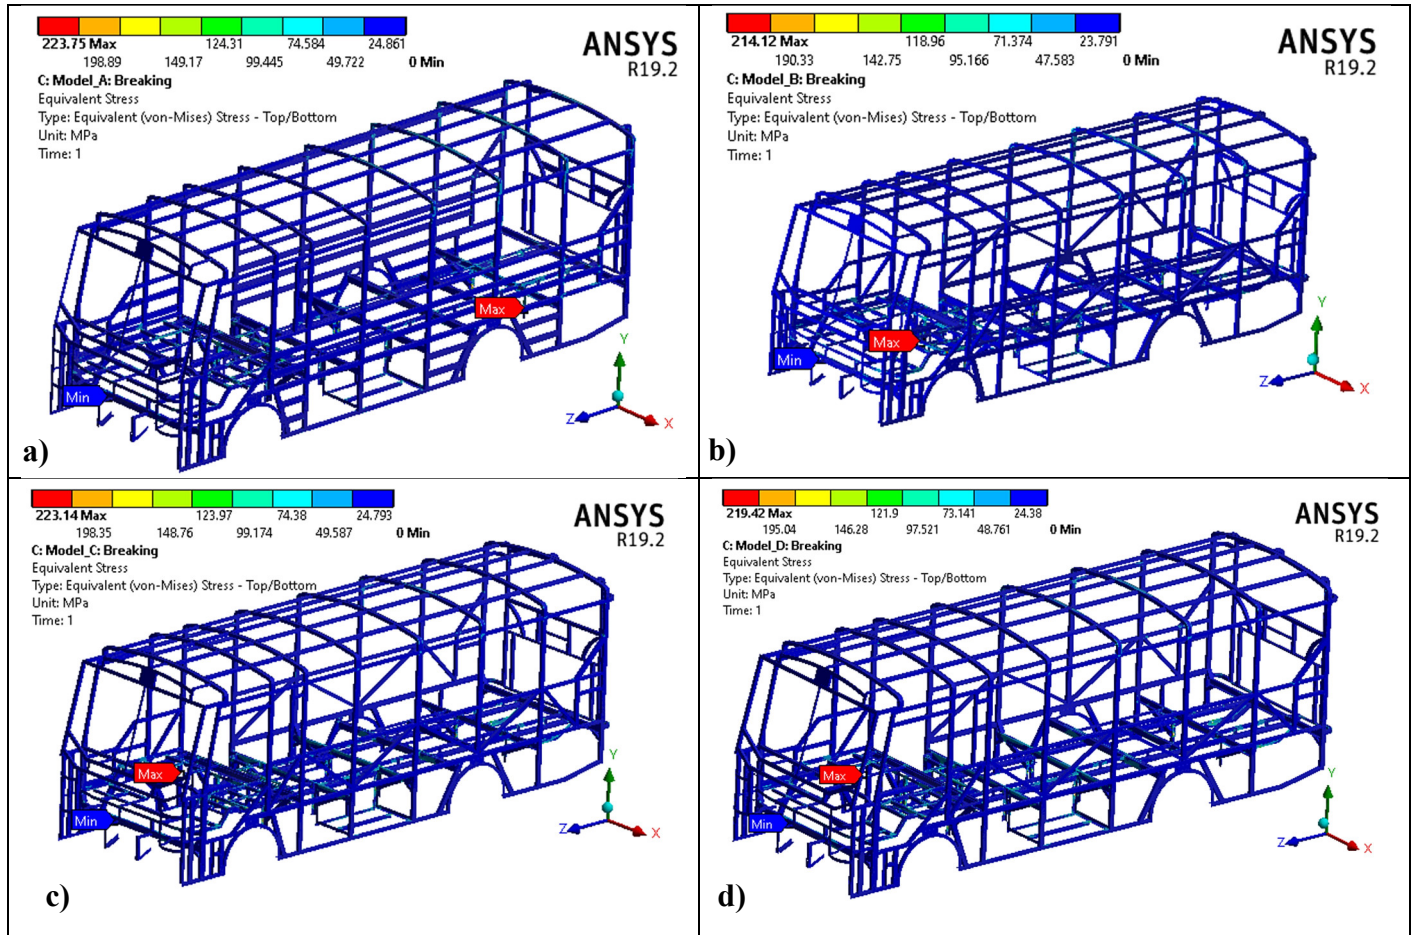 223.75 Max 124.31 74.584 24.861
198.89 149.17 99.445 49.722 0 Min
ANSYS
R19.2
C: Model_A: Breaking
Equivalent Stress
Type: Equivalent (von-Mises) Stress - Top/Bottom
Unit: MPa
Time: 1
Max
Min
Y
Z
X
a)
214.12 Max 118.96 71.374 23.791
190.33 142.75 95.166 47.583 0 Min
ANSYS
R19.2
C: Model_B: Breaking
Equivalent Stress
Type: Equivalent (von-Mises) Stress - Top/Bottom
Unit: MPa
Time: 1
Max
Min
Y
Z
X
b)
223.14 Max 123.97 74.38 24.793
198.35 148.76 99.174 49.587 0 Min
ANSYS
R19.2
C: Model_C: Breaking
Equivalent Stress
Type: Equivalent (von-Mises) Stress - Top/Bottom
Unit: MPa
Time: 1
Max
Min
Y
Z
X
c)
219.42 Max 121.9 73.141 24.38
195.04 146.28 97.521 48.761 0 Min
ANSYS
R19.2
C: Model_D: Breaking
Equivalent Stress
Type: Equivalent (von-Mises) Stress - Top/Bottom
Unit: MPa
Time: 1
Max
Min
Y
Z
X
d)